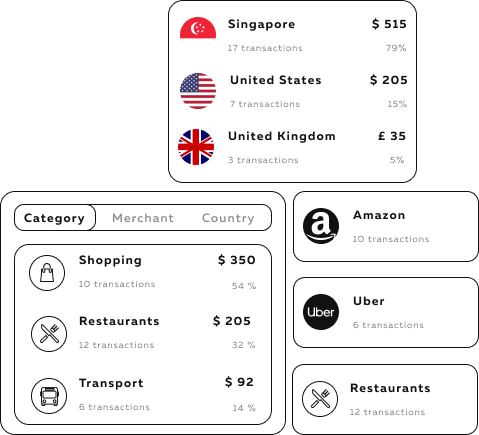 Singapore $ 515
17 transactions 79%
United States $ 205
7 transactions 15%
United Kingdom £ 35
3 transactions 5%
Category Merchant Country
Shopping $ 350
10 transactions 54 %
Restaurants $ 205
12 transactions 32 %
Transport $ 92
6 transactions 14 %
a
Amazon
10 transactions
Uber
Uber
6 transactions
Restaurants
12 transactions